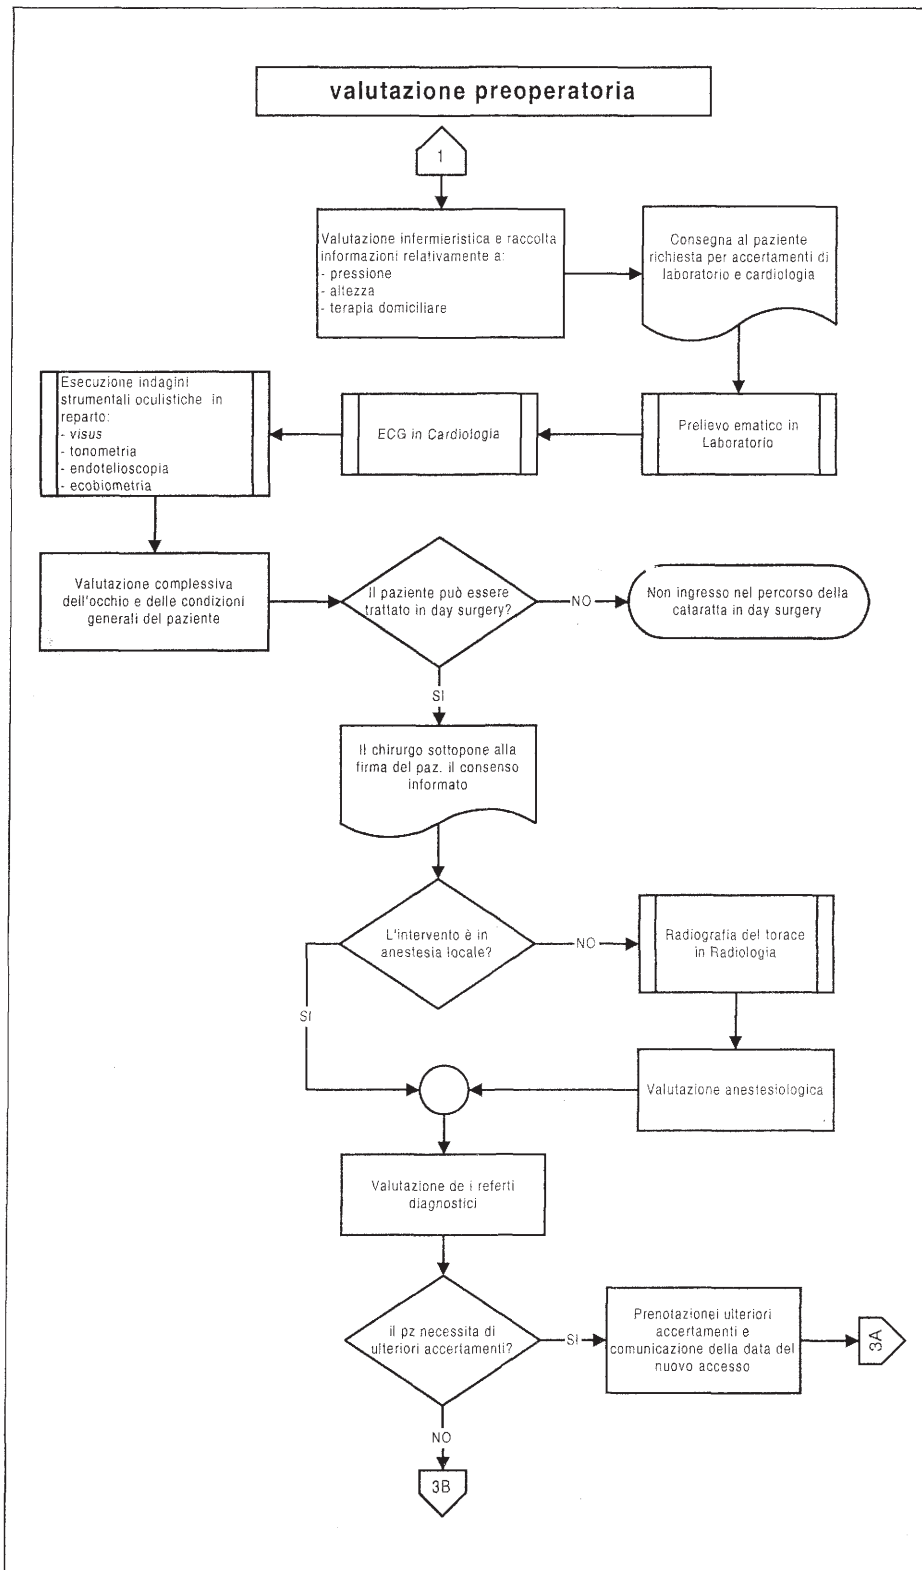 valutazione preoperatoria
1
Valutazione infermieristica e raccolta
informazioni relativamente a:
- pressione
- altezza
- terapia domiciliare
Consegna al paziente
richiesta per accertamenti di
laboratorio e cardiologia
Esecuzione indagini
strumentali oculistiche in
reparto:
- visus
- tonometria
- endotelioscopia
- ecobiometria
ECG in Cardiologia
Prelievo ematico in
Laboratorio
Valutazione complessiva
dell'occhio e delle condizioni
generali del paziente
Il paziente può essere
trattato in day surgery?
NO
Non ingresso nel percorso della
cataratta in day surgery
SI
Il chirurgo sottopone alla
firma del paz. il consenso
informato
L'intervento è in
anestesia locale?
NO
Radiografia del torace
in Radiologia
SI
Valutazione anestesiologica
Valutazione de i referti
diagnostici
il pz necessita di
ulteriori accertamenti?
SI
Prenotazionei ulteriori
accertamenti e
comunicazione della data del
nuovo accesso
3A
NO
3B